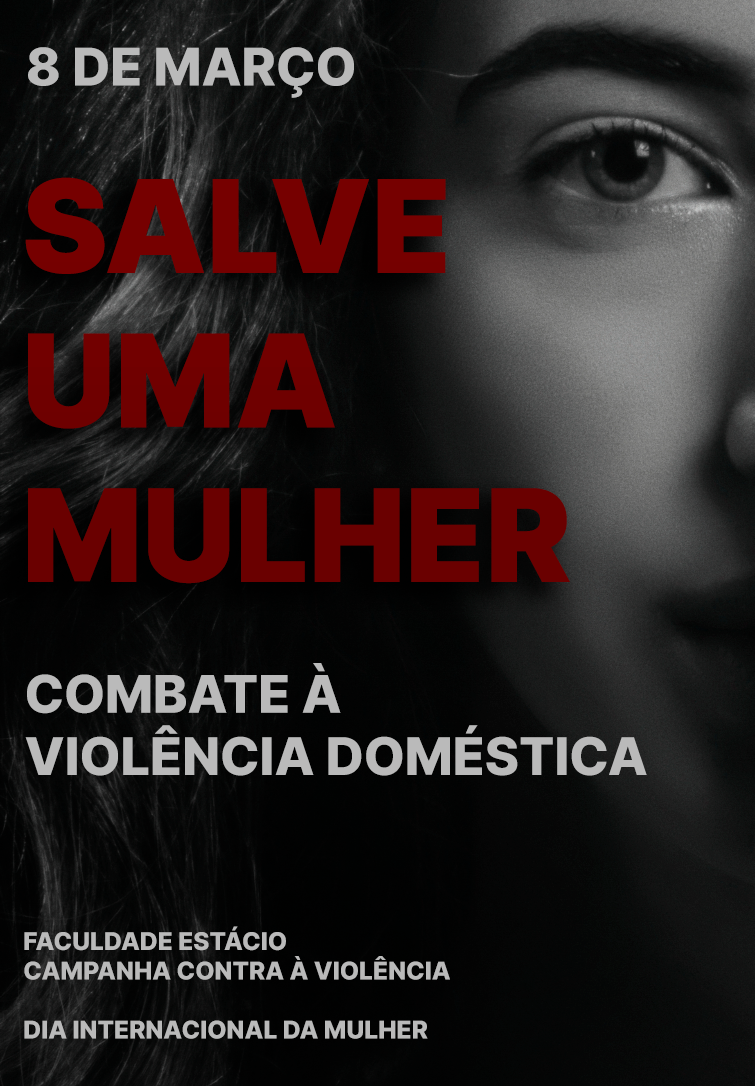 8 DE MARÇO
SALVE
UMA
MULHER
COMBATE À
VIOLÊNCIA DOMÉSTICA
FACULDADE ESTÁCIO
CAMPANHA CONTRA À VIOLÊNCIA
DIA INTERNACIONAL DA MULHER